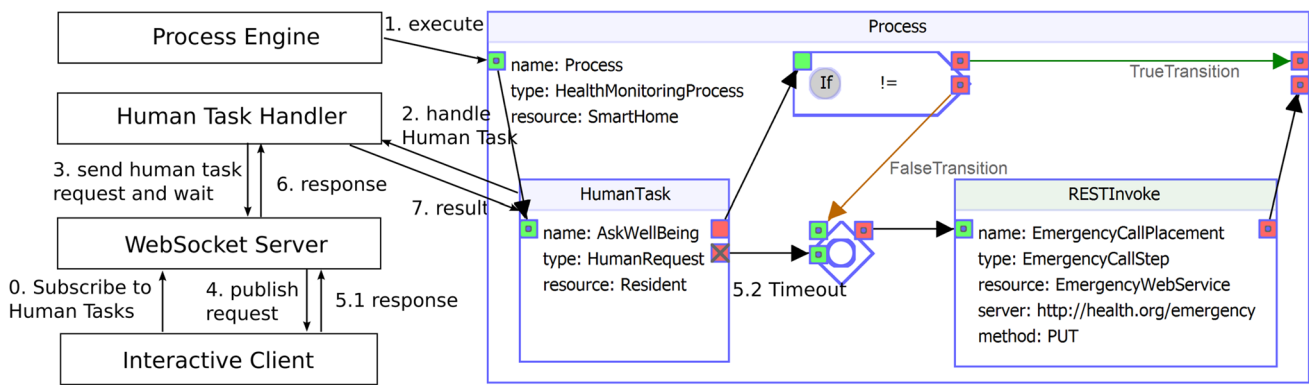 Process Engine
1. execute
Process
name: Process
type: HealthMonitoringProcess
resource: SmartHome
If
!=
TrueTransition
Human Task Handler
2. handle
Human Task
3. send human task
request and wait
6. response
7. result
FalseTransition
HumanTask
name: AskWellBeing
type: HumanRequest
resource: Resident
RESTInvoke
name: EmergencyCallPlacement
type: EmergencyCallStep
resource: EmergencyWebService
server: http://health.org/emergency
method: PUT
WebSocket Server
0. Subscribe to
Human Tasks
4. publish
request
5.1 response
5.2 Timeout
Interactive Client